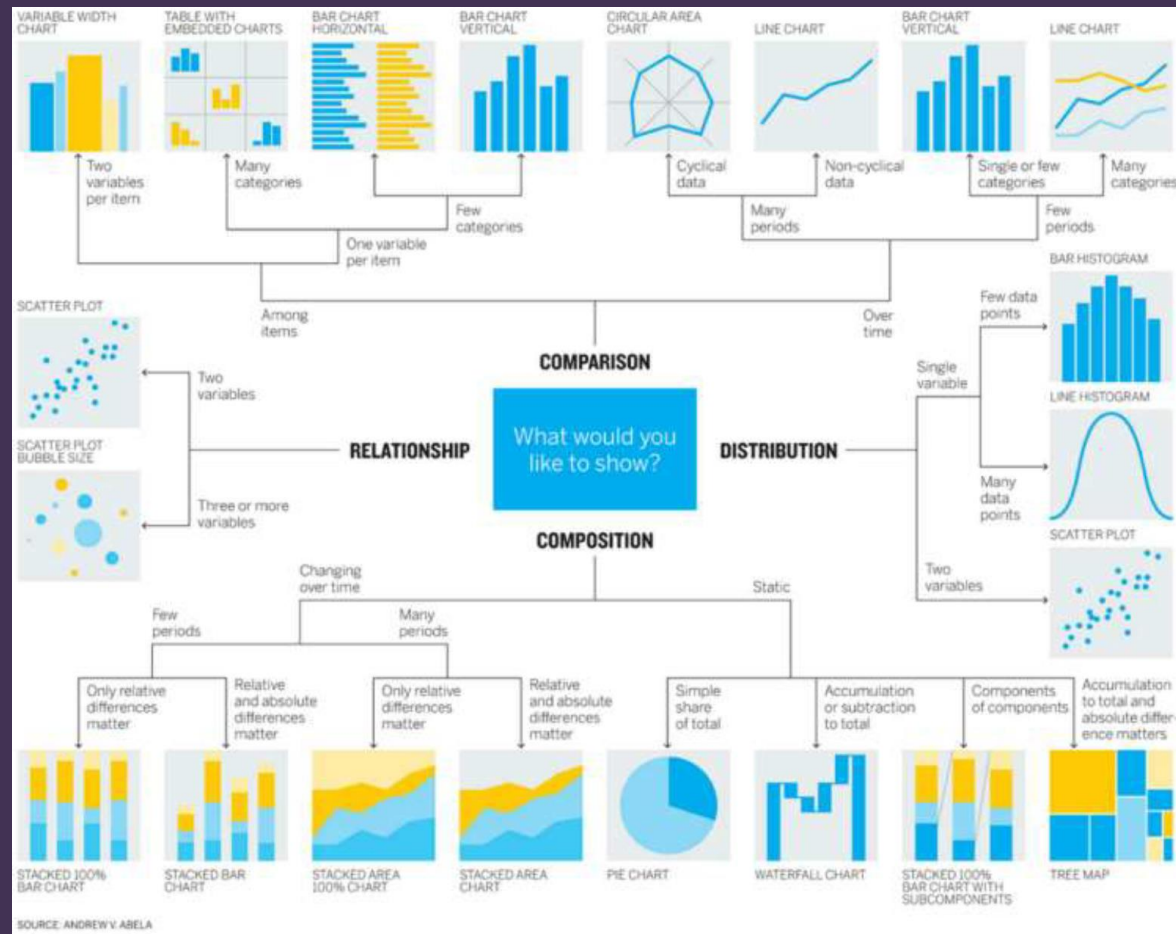 VARIABLE WIDTH
CHART
TABLE WITH
EMBEDDED CHARTS
BAR CHART
HORIZONTAL
BAR CHART
VERTICAL
CIRCULAR AREA
CHART
LINE CHART
BAR CHART
VERTICAL
LINE CHART
Two
variables
per item
Many
categories
Few
categories
One variable
per item
Cyclical
data
Non-cyclical
data
Many
periods
Single or few
categories
Many
categories
Few
periods
Among
items
Over
time
COMPARISON
SCATTER PLOT
Two
variables
SCATTER PLOT
BUBBLE SIZE
Three or more
variables
RELATIONSHIP
What would you
like to show?
DISTRIBUTION
Single
variable
Few data
points
BAR HISTOGRAM
LINE HISTOGRAM
Many
data
points
SCATTER PLOT
Two
variables
COMPOSITION
Changing
over time
Static
Few
periods
Many
periods
Only relative
differences
matter
Relative
and absolute
differences
matter
Only relative
differences
matter
Relative
and absolute
differences
matter
Simple
share
of total
Accumulation
or subtraction
to total
Components
of components
Accumulation
to total and
absolute differ-
ence matters
STACKED 100%
BAR CHART
STACKED BAR
CHART
STACKED AREA
100% CHART
STACKED AREA
CHART
PIE CHART
WATERFALL CHART
STACKED 100%
BAR CHART WITH
SUBCOMPONENTS
TREE MAP
SOURCE: ANDREW V. ABELA